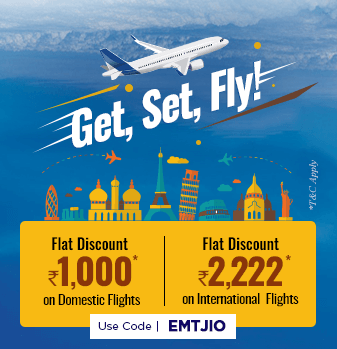 Get, Set, Fly!
*T&C Apply
Flat Discount
₹1,000*
on Domestic Flights
Flat Discount
₹2,222*
on International Flights
Use Code | EMTJIO